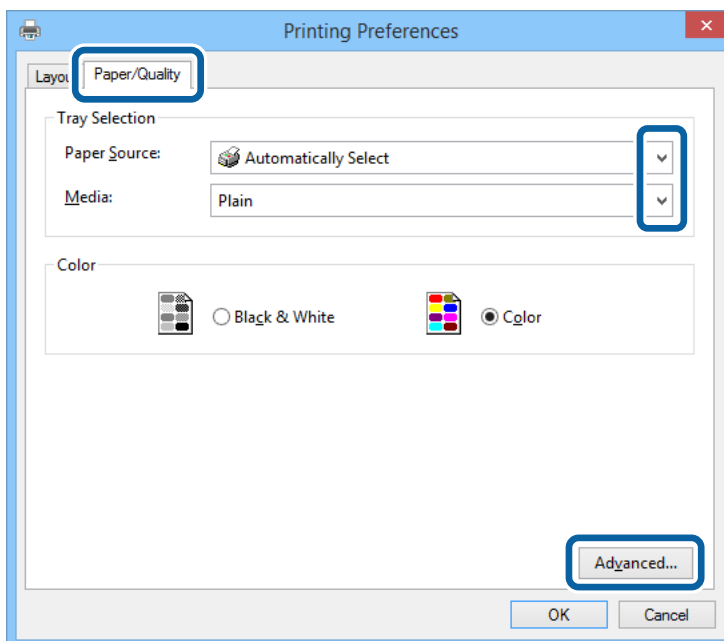 Printing Preferences
Layou
Paper/Quality
Tray Selection
Paper Source:
Automatically Select
Media:
Plain
Color
Black & White
Color
Advanced...
OK
Cancel